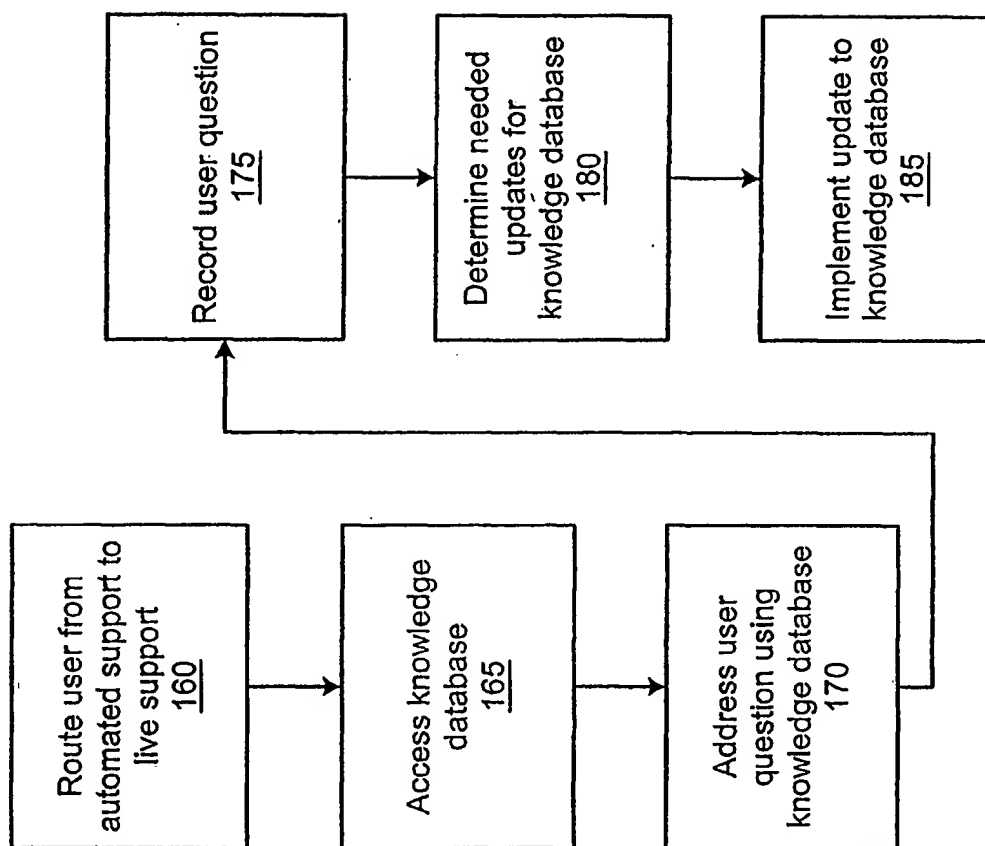 Route user from
automated support to
live support
160
Access knowledge
database
165
Address user
question using
knowledge database
170
Record user question
175
Determine needed
updates for
knowledge database
180
Implement update to
knowledge database
185